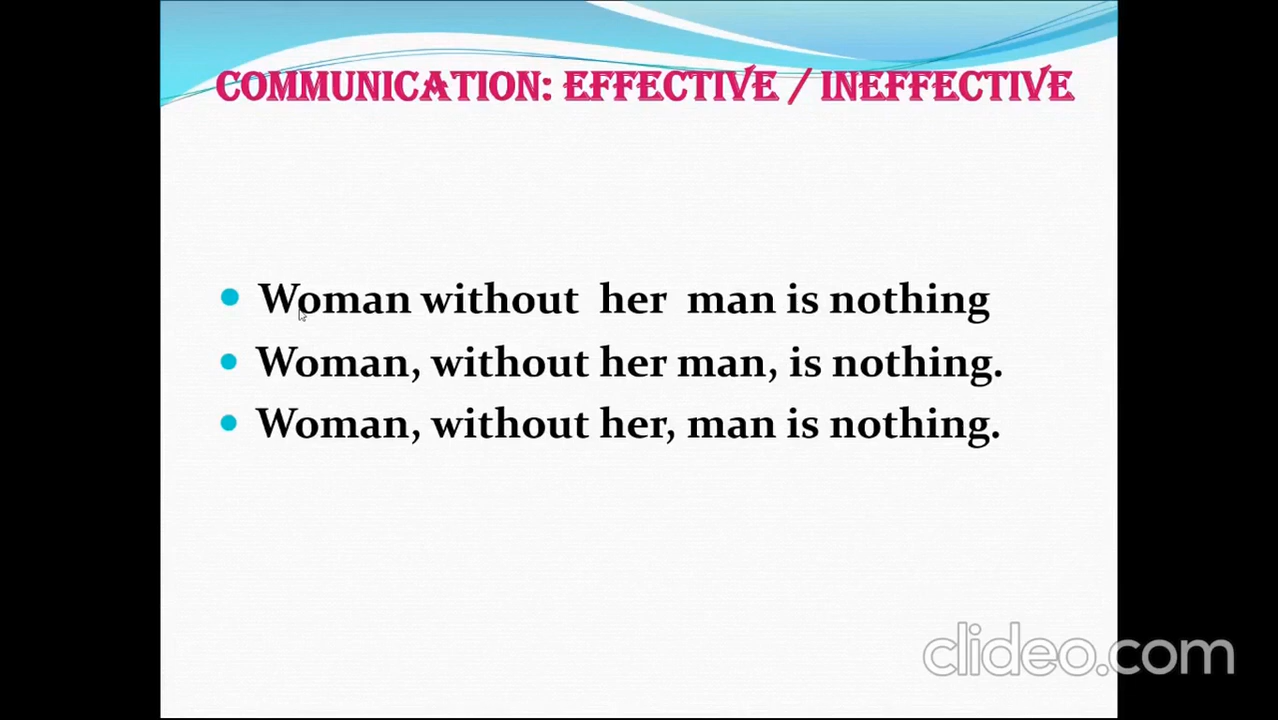 COMMUNICATION: EFFECTIVE / INEFFECTIVE
• Woman without her man is nothing
• Woman, without her man, is nothing.
• Woman, without her, man is nothing.
clideo.com